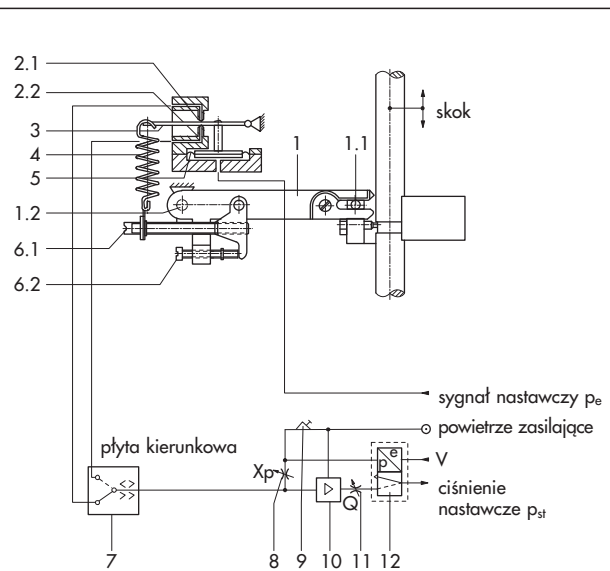 2.1
2.2
3
4
5
1.2
6.1
6.2
1
1.1
skok
sygnał nastawczy pe
powietrze zasilające
płyta kierunkowa
Xp
e
p
V
ciśnienie
nastawcze pst
< >
> >
Q
7
8
9
10
11
12